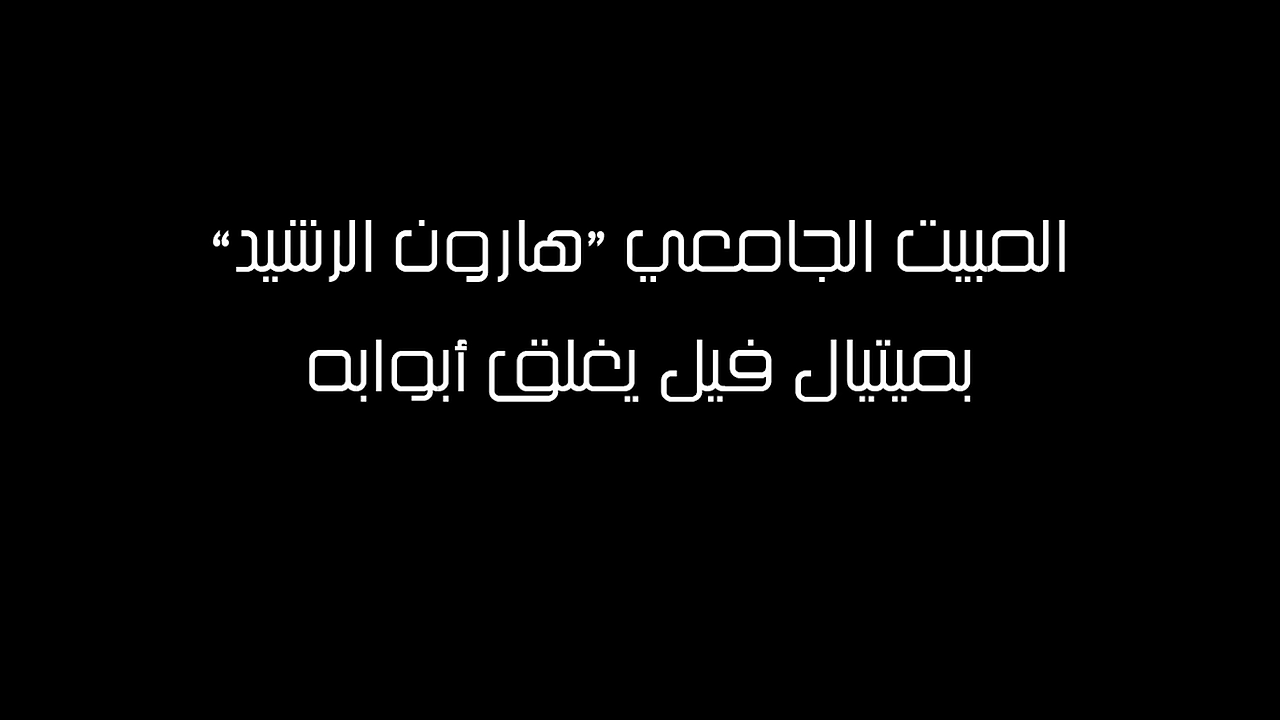 المبيت الجامعي ”هارون الرشيد“
بميتيال فيل يغلق أبوابه